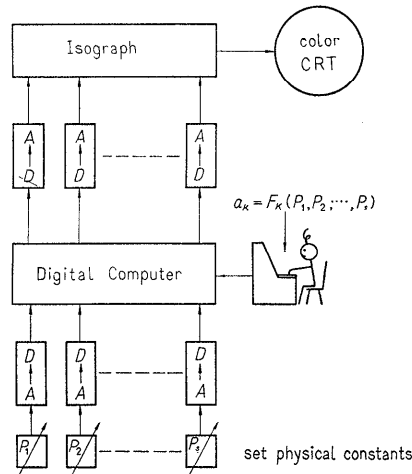 Isograph
color
CRT
A A A
D D D
a_K = F_K (P_1, P_2, ..., P_s)
Digital Computer
D D D
A A A
P_1 P_2 P_s
set physical constants